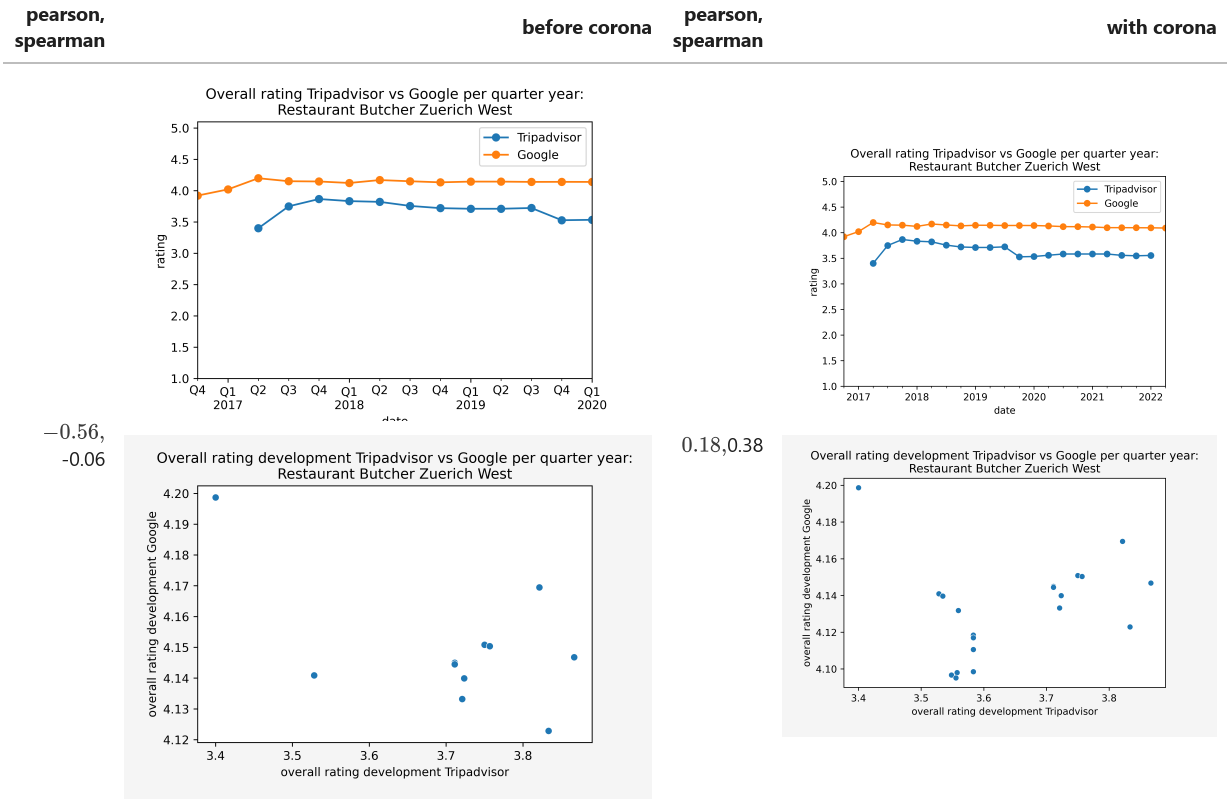 pearson,
spearman
before corona
pearson,
spearman
with corona
Overall rating Tripadvisor vs Google per quarter year:
Restaurant Butcher Zuerich West
5.0
4.5
4.0
3.5
3.0
2.5
2.0
1.5
1.0
rating
Tripadvisor
Google
Q4 Q1 Q2 Q3 Q4 Q1 Q2 Q3 Q4 Q1 Q2 Q3 Q4 Q1
2017 2018 2019 2020
date
Overall rating Tripadvisor vs Google per quarter year:
Restaurant Butcher Zuerich West
5.0
4.5
4.0
3.5
3.0
2.5
2.0
1.5
1.0
rating
Tripadvisor
Google
2017 2018 2019 2020 2021 2022
date
−0.56,
-0.06
Overall rating development Tripadvisor vs Google per quarter year:
Restaurant Butcher Zuerich West
4.20
4.19
4.18
4.17
4.16
4.15
4.14
4.13
4.12
overall rating development Google
3.4 3.5 3.6 3.7 3.8
overall rating development Tripadvisor
0.18,0.38
Overall rating development Tripadvisor vs Google per quarter year:
Restaurant Butcher Zuerich West
4.20
4.18
4.16
4.14
4.12
4.10
overall rating development Google
3.4 3.5 3.6 3.7 3.8
overall rating development Tripadvisor